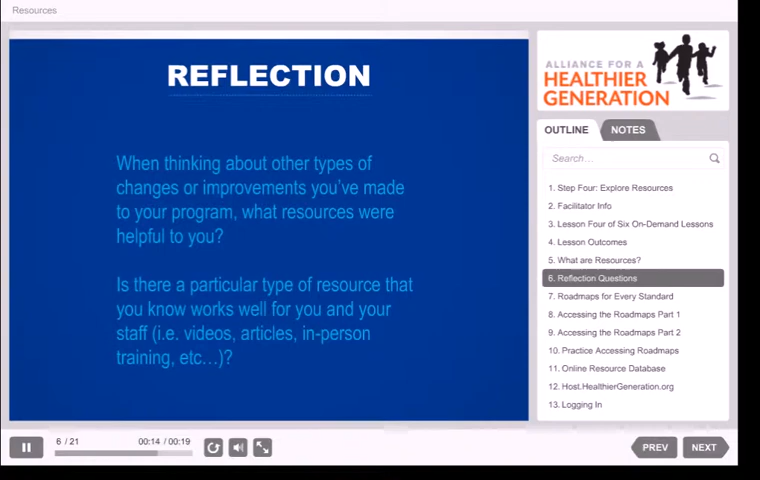 Resources
REFLECTION
When thinking about other types of
changes or improvements you've made
to your program, what resources were
helpful to you?
Is there a particular type of resource that
you know works well for you and your
staff (i.e. videos, articles, in-person
training, etc...)?
ALLIANCE FOR A
HEALTHIER
GENERATION
OUTLINE
NOTES
Search...
1. Step Four: Explore Resources
2. Facilitator Info
3. Lesson Four of Six On-Demand Lessons
4. Lesson Outcomes
5. What are Resources?
6. Reflection Questions
7. Roadmaps for Every Standard
8. Accessing the Roadmaps Part 1
9. Accessing the Roadmaps Part 2
10. Practice Accessing Roadmaps
11. Online Resource Database
12. Host.HealthierGeneration.org
13. Logging In
6 / 21
00:14 / 00:19
PREV
NEXT